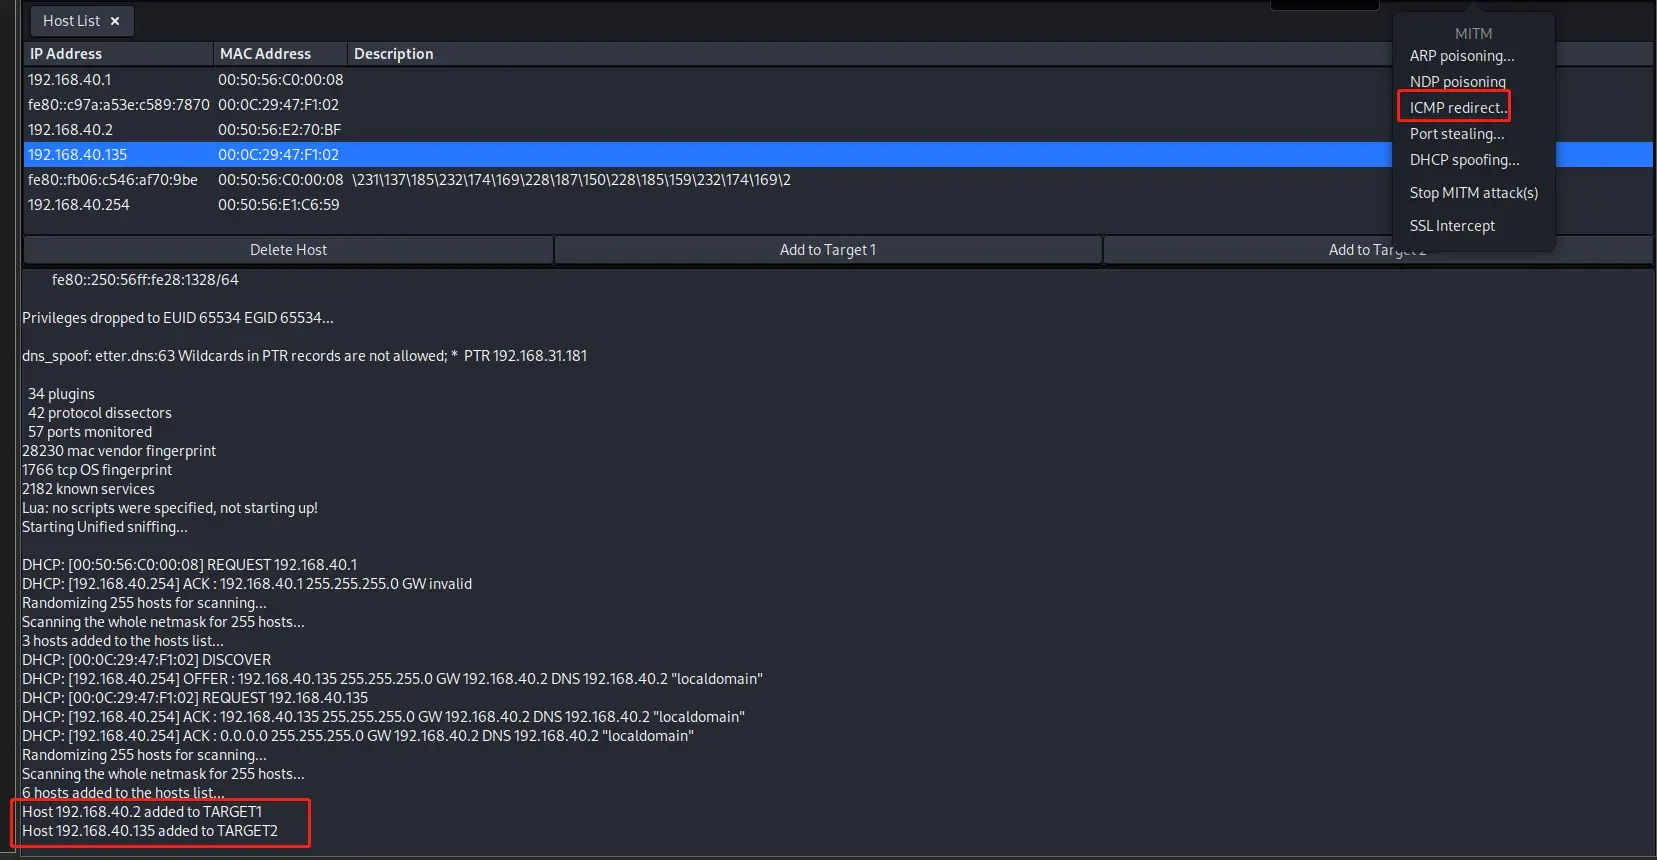 Host List ×
IP Address MAC Address Description
192.168.40.1 00:50:56:C0:00:08
fe80::c97a:a53e:c589:7870 00:0C:29:47:F1:02
192.168.40.2 00:50:56:E2:70:BF
192.168.40.135 00:0C:29:47:F1:02
fe80::fb06:c546:af70:9be 00:50:56:C0:00:08 \231\137\185\232\174\169\228\187\150\228\185\159\232\174\169\2
192.168.40.254 00:50:56:E1:C6:59
MITM
ARP poisoning...
NDP poisoning
ICMP redirect...
Port stealing...
DHCP spoofing...
Stop MITM attack(s)
SSL Intercept
Delete Host Add to Target 1 Add to Target 2
fe80::250:56ff:fe28:1328/64
Privileges dropped to EUID 65534 EGID 65534...
dns_spoof: etter.dns:63 Wildcards in PTR records are not allowed; * PTR 192.168.31.181
34 plugins
42 protocol dissectors
57 ports monitored
28230 mac vendor fingerprint
1766 tcp OS fingerprint
2182 known services
Lua: no scripts were specified, not starting up!
Starting Unified sniffing...
DHCP: [00:50:56:C0:00:08] REQUEST 192.168.40.1
DHCP: [192.168.40.254] ACK : 192.168.40.1 255.255.255.0 GW invalid
Randomizing 255 hosts for scanning...
Scanning the whole netmask for 255 hosts...
3 hosts added to the hosts list...
DHCP: [00:0C:29:47:F1:02] DISCOVER
DHCP: [192.168.40.254] OFFER : 192.168.40.135 255.255.255.0 GW 192.168.40.2 DNS 192.168.40.2 "localdomain"
DHCP: [00:0C:29:47:F1:02] REQUEST 192.168.40.135
DHCP: [192.168.40.254] ACK : 192.168.40.135 255.255.255.0 GW 192.168.40.2 DNS 192.168.40.2 "localdomain"
DHCP: [192.168.40.254] ACK : 0.0.0.0 255.255.255.0 GW 192.168.40.2 DNS 192.168.40.2 "localdomain"
Randomizing 255 hosts for scanning...
Scanning the whole netmask for 255 hosts...
6 hosts added to the hosts list...
Host 192.168.40.2 added to TARGET1
Host 192.168.40.135 added to TARGET2